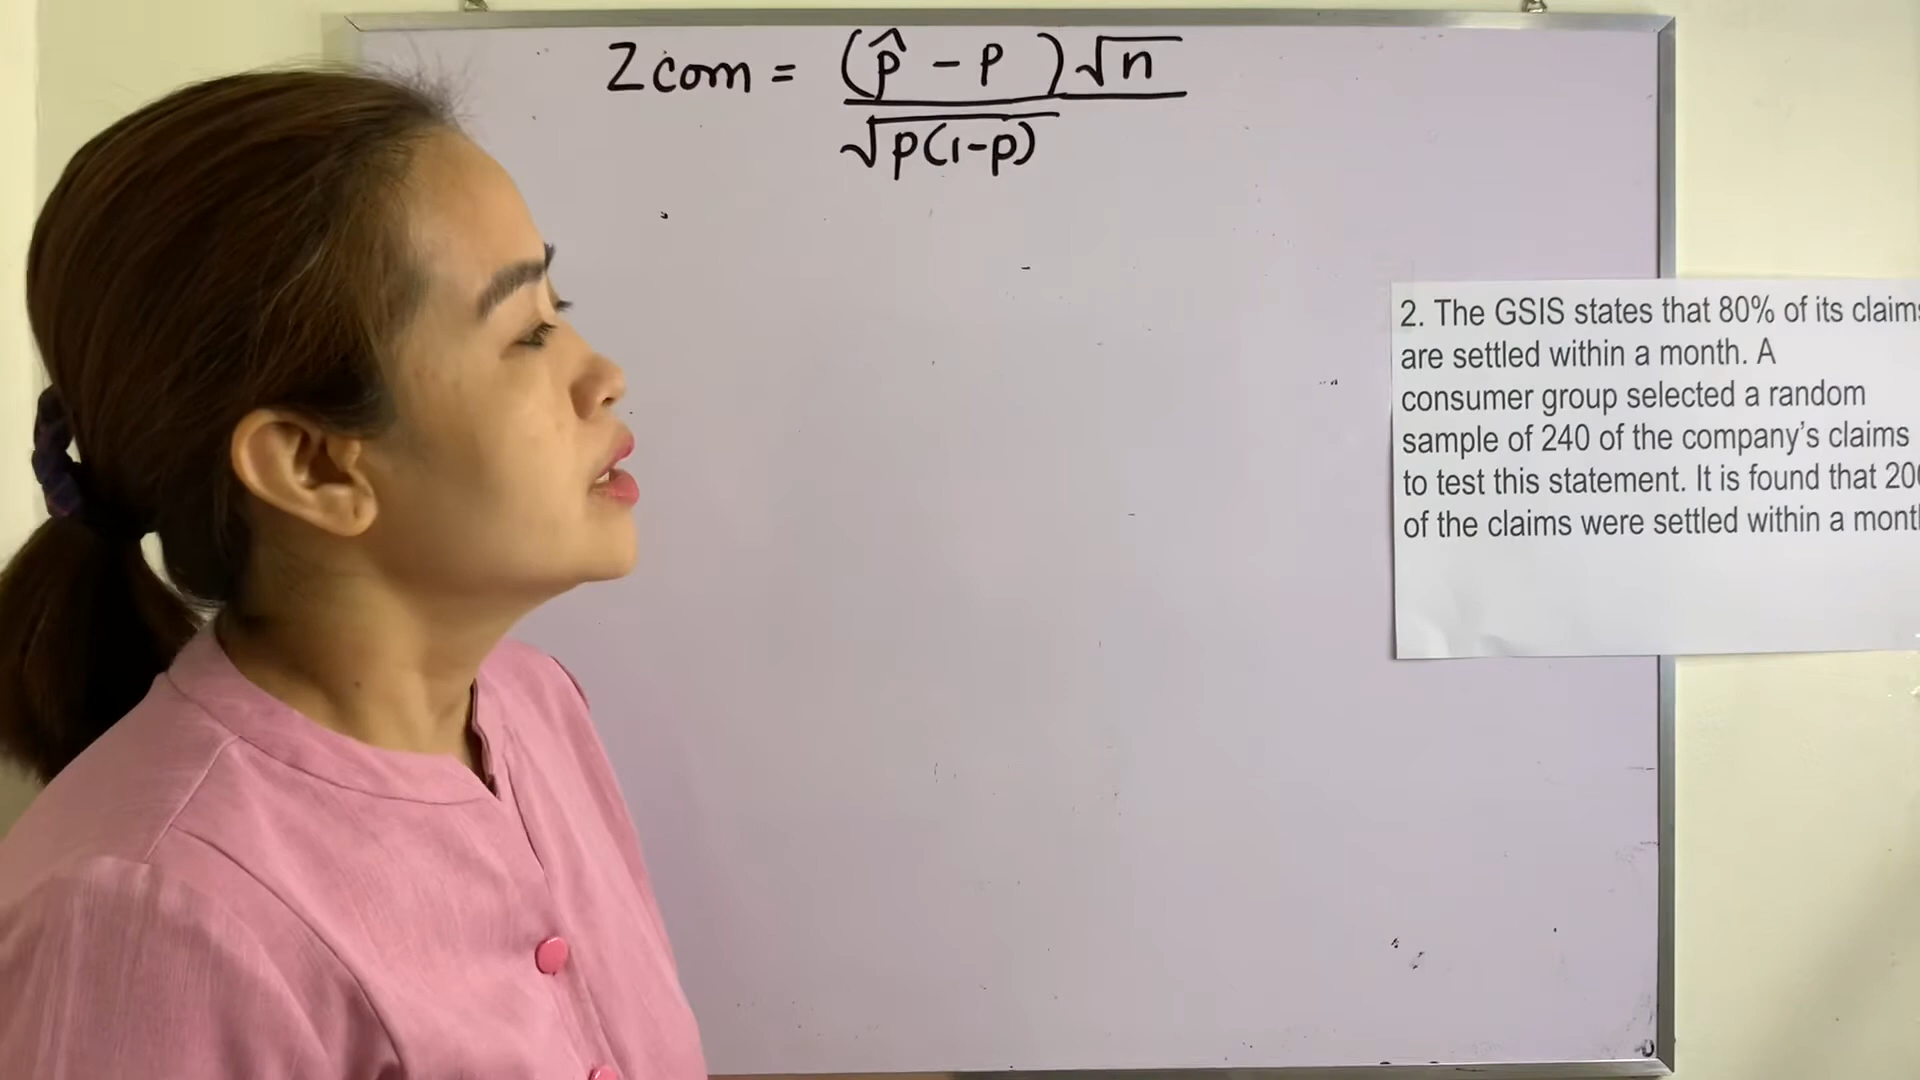 Zcom = (p̂ - p) √n
√p(1-p)
2. The GSIS states that 80% of its claims
are settled within a month. A
consumer group selected a random
sample of 240 of the company's claims
to test this statement. It is found that
of the claims were settled within a